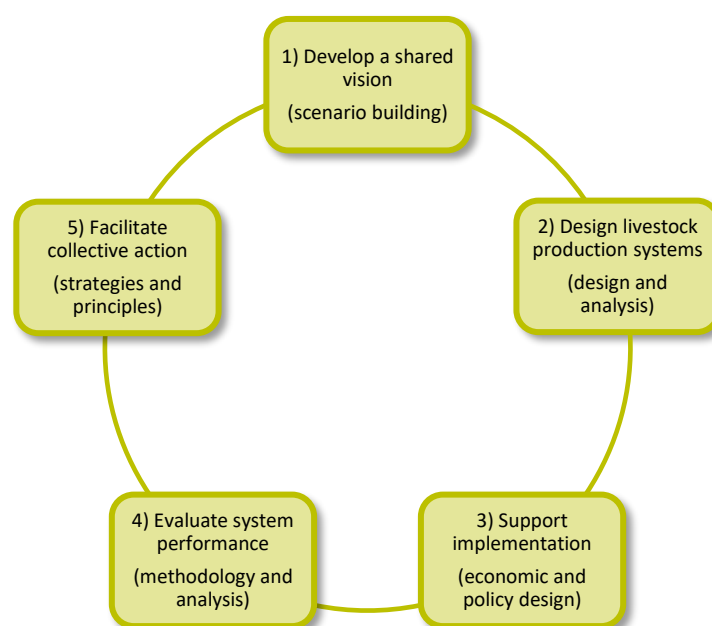 1) Develop a shared
vision
(scenario building)
2) Design livestock
production systems
(design and
analysis)
3) Support
implementation
(economic and
policy design)
4) Evaluate system
performance
(methodology and
analysis)
5) Facilitate
collective action
(strategies and
principles)